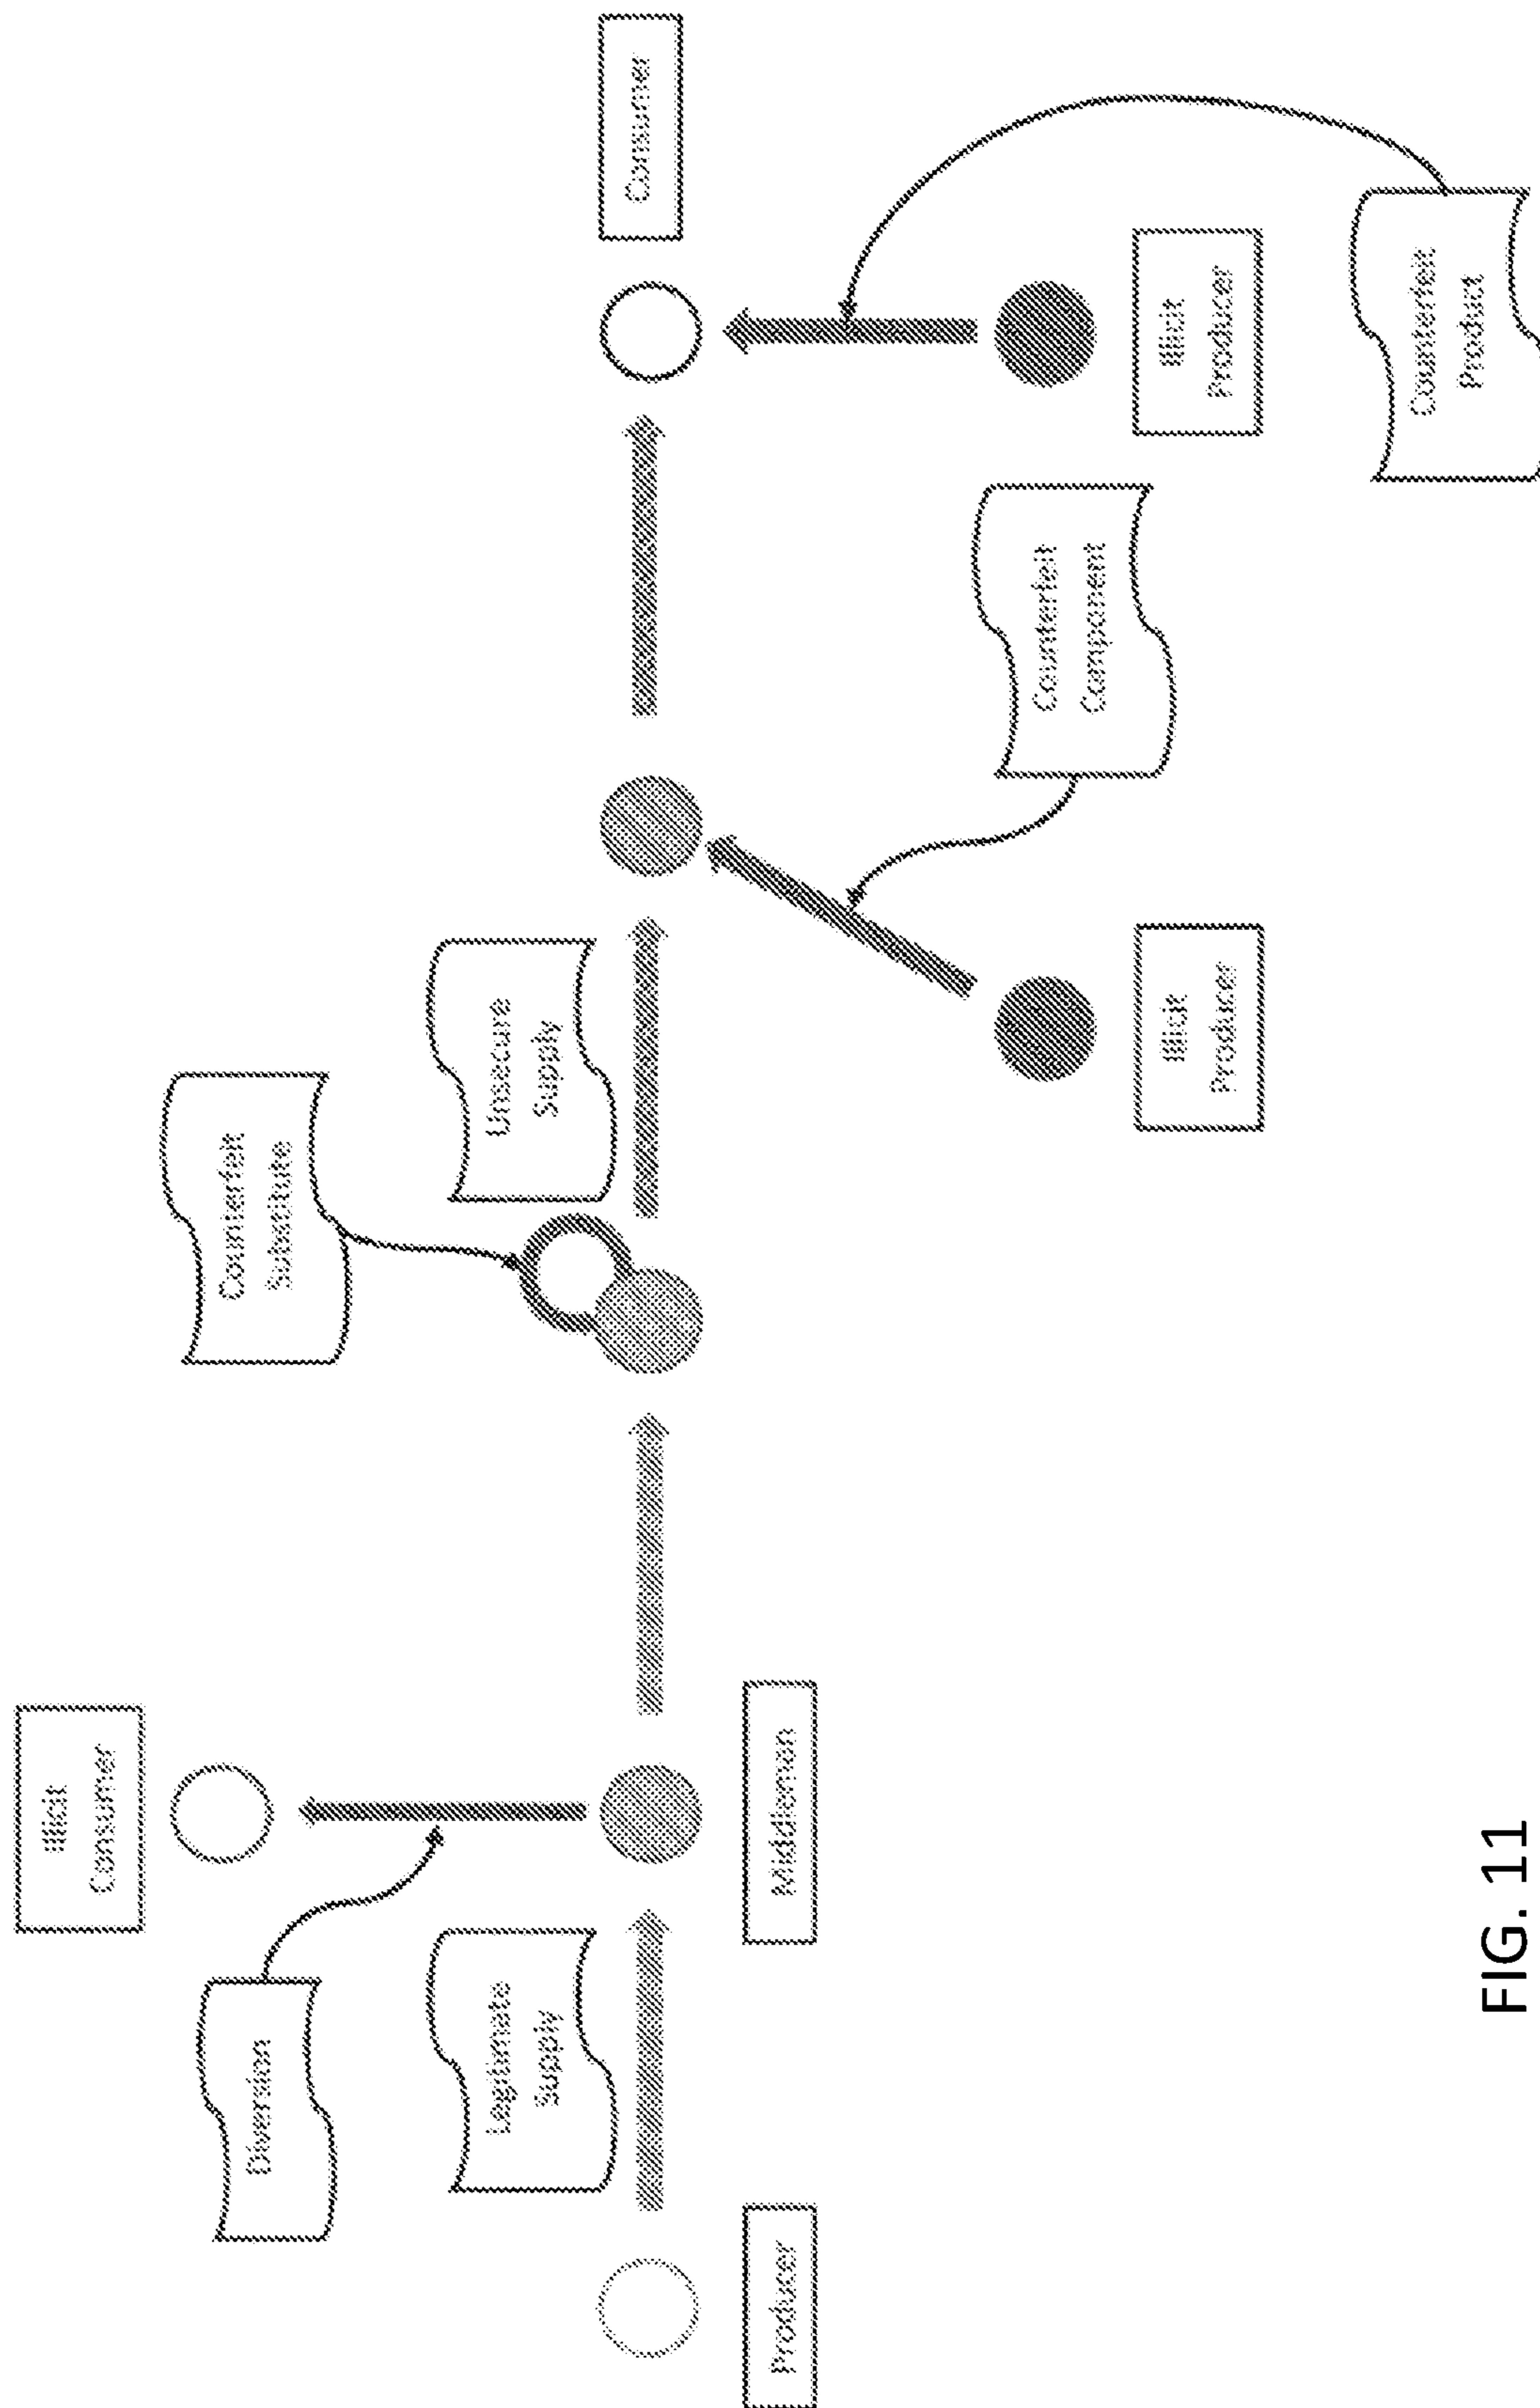 Illicit
Consumer
Diversion
Counterfeit
Substitute
Legitimate
Supply
Unsecure
Supply
Consumer
Producer
Middleman
Counterfeit
Component
Illicit
Producer
Illicit
Producer
Counterfeit
Product
FIG. 11